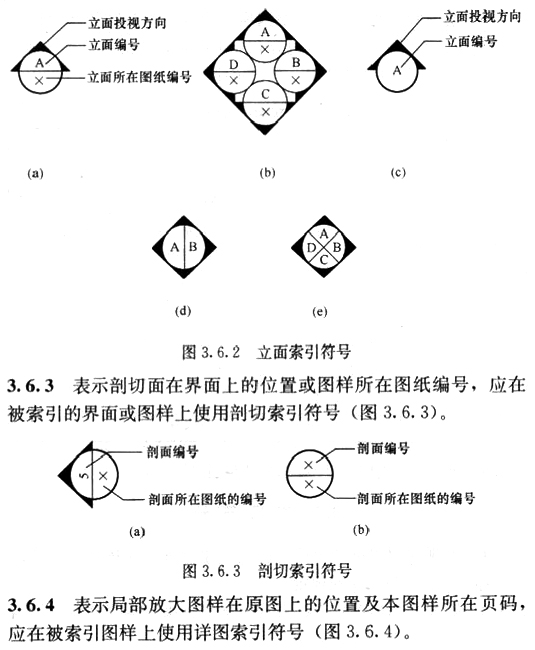 立面投视方向
立面编号
立面所在图纸编号
A
×
(a)
A
×
D
×
B
×
C
×
(b)
立面投视方向
立面编号
A
(c)
A B
(d)
A
D B
C
(e)
图 3.6.2 立面索引符号
3.6.3 表示剖切面在界面上的位置或图样所在图纸编号，应在
被索引的界面或图样上使用剖切索引符号（图 3.6.3）。
剖面编号
剖面所在图纸的编号
5
×
(a)
剖面编号
剖面所在图纸的编号
×
×
(b)
图 3.6.3 剖切索引符号
3.6.4 表示局部放大图样在原图上的位置及本图样所在页码，
应在被索引图样上使用详图索引符号（图 3.6.4）。